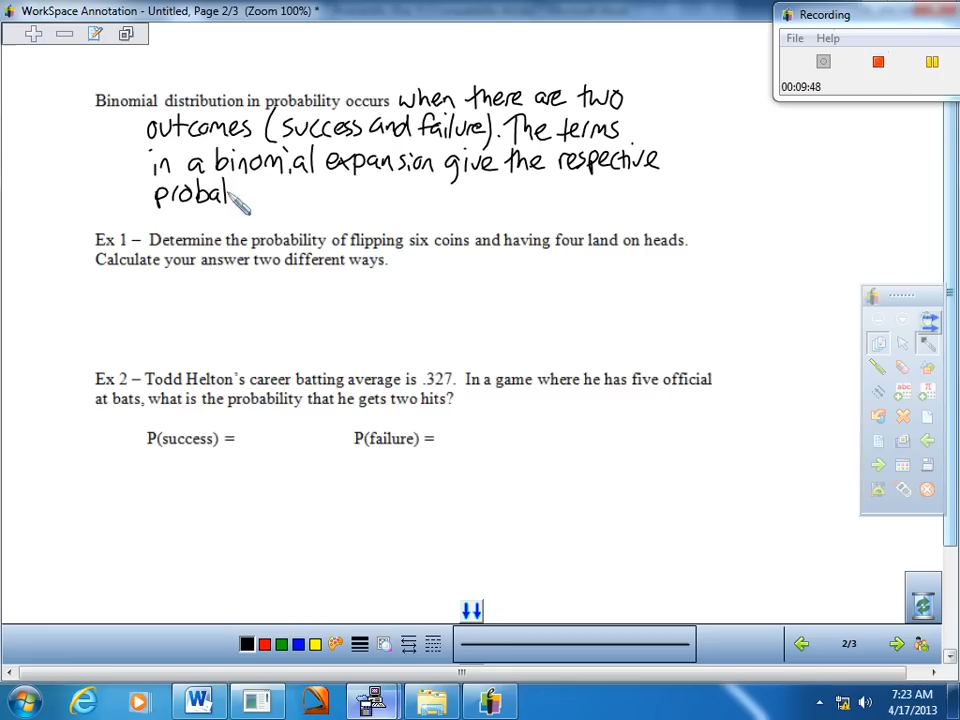 WorkSpace Annotation - Untitled, Page 2/3 (Zoom 100%) *
Recording
File Help
00:09:48
Binomial distribution in probability occurs when there are two
outcomes (success and failure). The terms
in a binomial expansion give the respective
probal
Ex 1 – Determine the probability of flipping six coins and having four land on heads.
Calculate your answer two different ways.
Ex 2 – Todd Helton's career batting average is .327. In a game where he has five official
at bats, what is the probability that he gets two hits?
P(success) = P(failure) =
abc
π
2/3
W
7:23 AM
4/17/2013